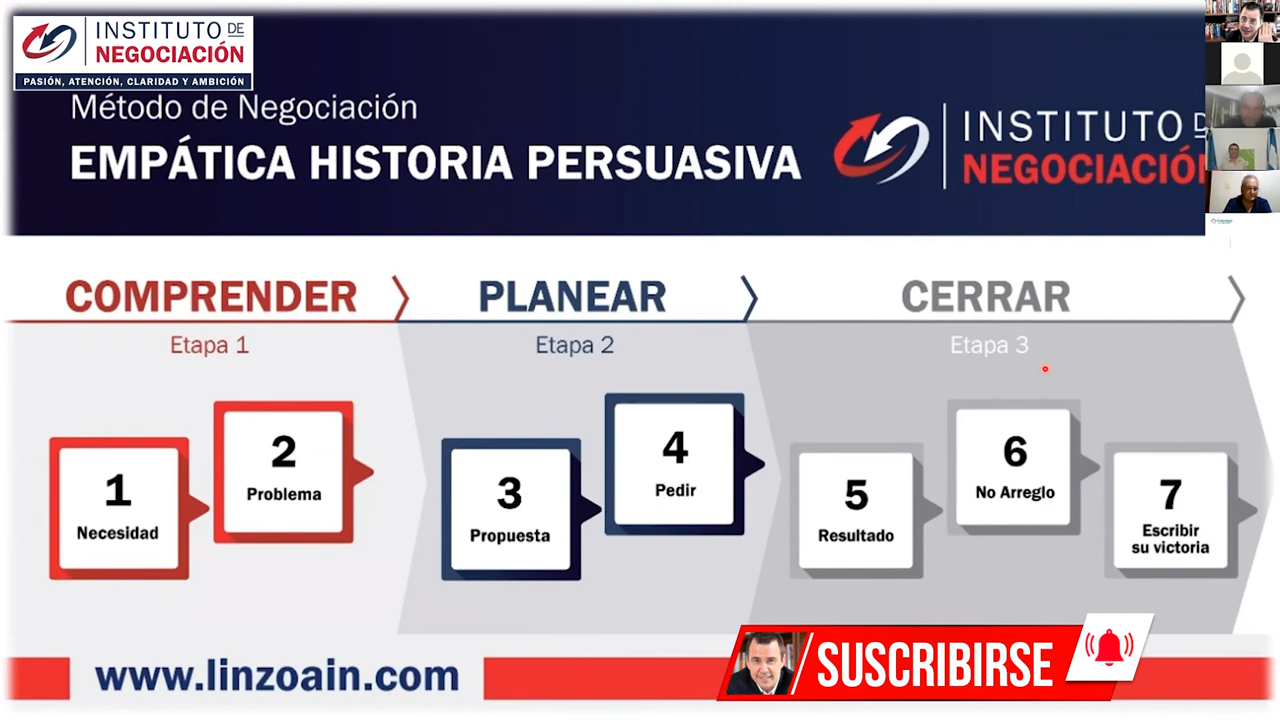 INSTITUTO DE
NEGOCIACIÓN
PASIÓN, ATENCIÓN, CLARIDAD Y AMBICIÓN
Método de Negociación
EMPÁTICA HISTORIA PERSUASIVA
INSTITUTO D
NEGOCIACIÓN
COMPRENDER
PLANEAR
CERRAR
Etapa 1
Etapa 2
Etapa 3
1
Necesidad
2
Problema
3
Propuesta
4
Pedir
5
Resultado
6
No Arreglo
7
Escribir
su victoria
www.linzoain.com
SUSCRIBIRSE